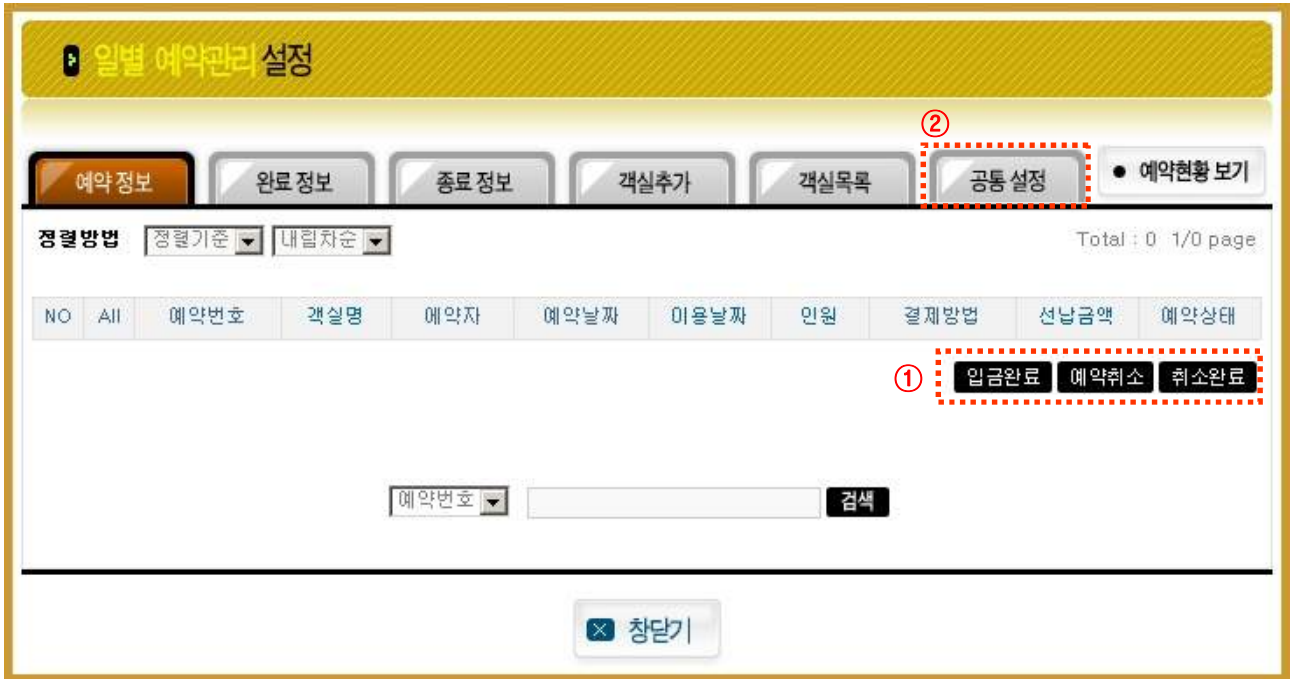 일별 예약관리 설정
②
예약 정보 완료 정보 종료 정보 객실추가 객실목록 공통 설정 ● 예약현황 보기
정렬방법 정렬기준 내림차순 Total : 0 1/0 page
NO All 예약번호 객실명 예약자 예약날짜 이용날짜 인원 결제방법 선납금액 예약상태
① 입금완료 예약취소 취소완료
예약번호 검색
창닫기